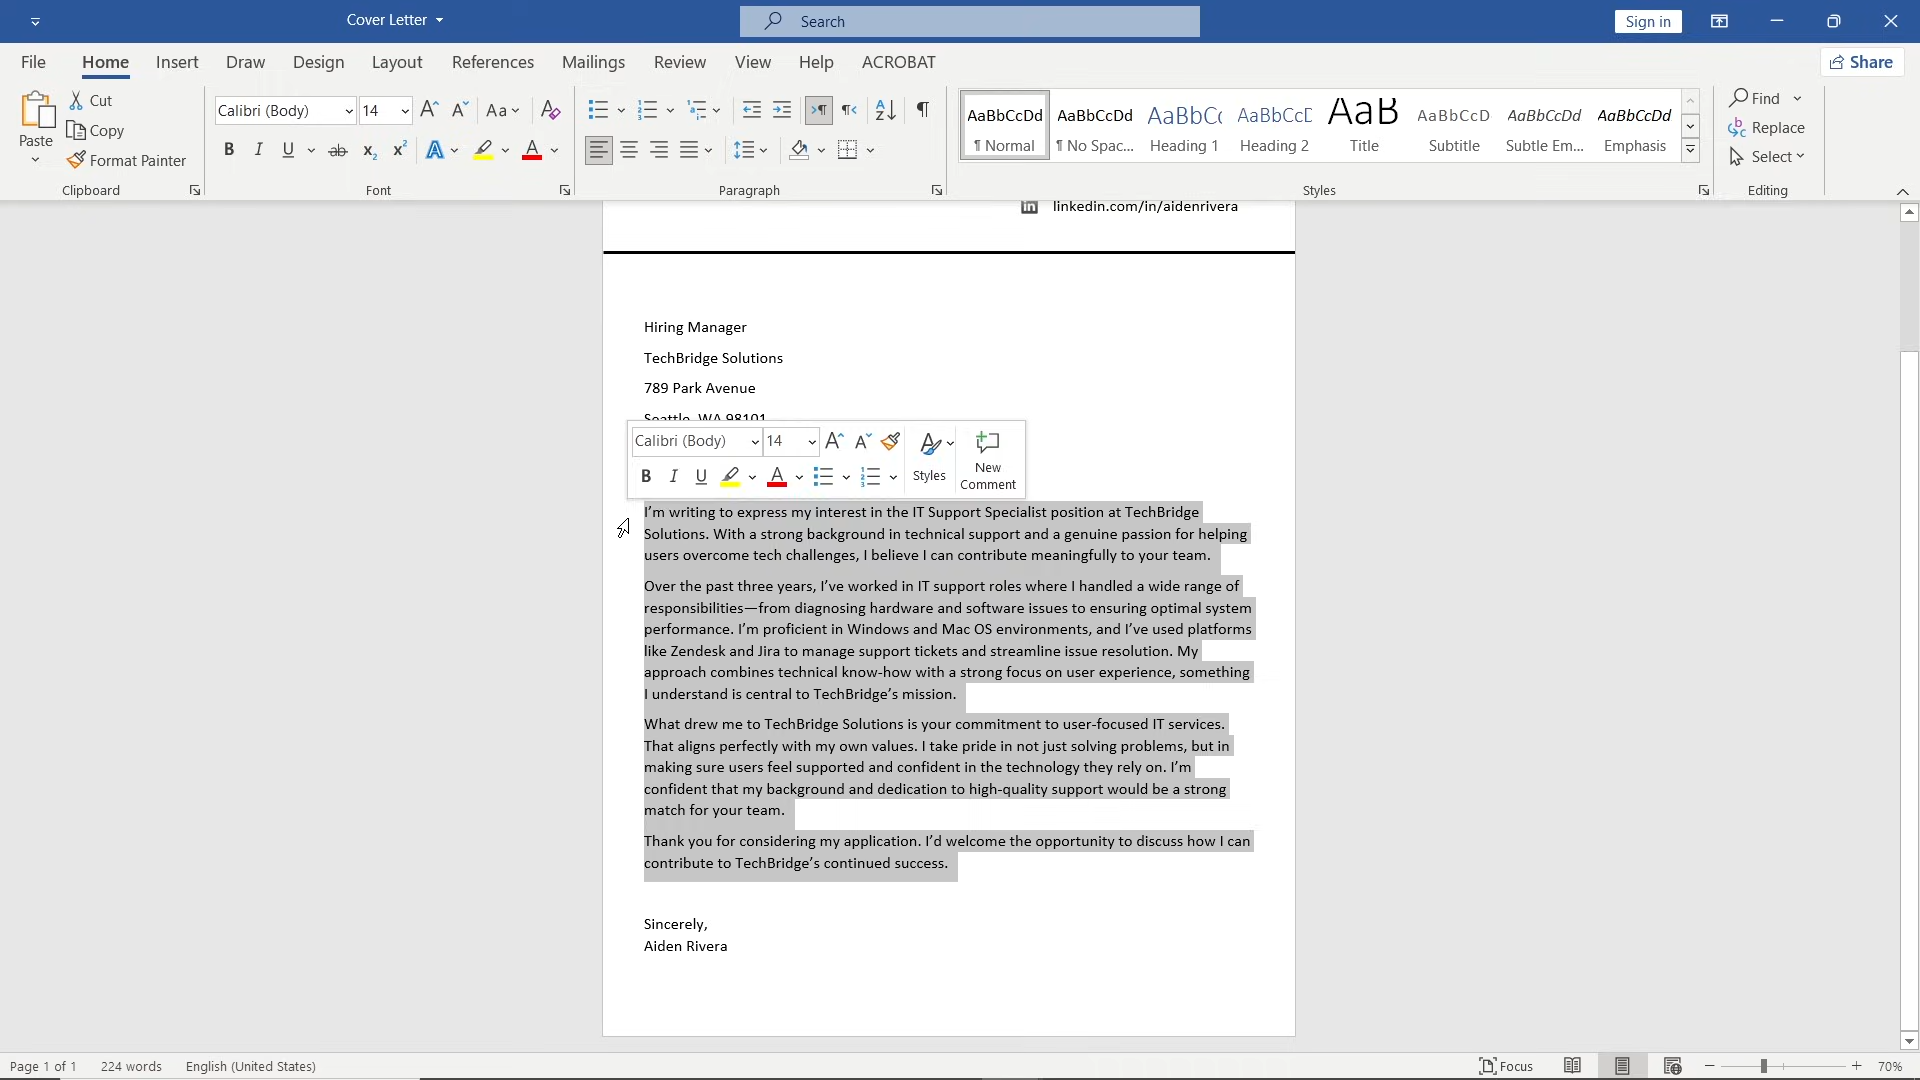 Cover Letter
Search
Sign in
File Home Insert Draw Design Layout References Mailings Review View Help ACROBAT
Share
Paste
Cut
Copy
Format Painter
Clipboard
Calibri (Body) 14
Aa
B I U ab x₂ x² A A
Font
Paragraph
AaBbCcDd AaBbCcDd AaBbCc AaBbCcD AaB AaBbCcD AaBbCcDd AaBbCcDd
¶ Normal ¶ No Spac... Heading 1 Heading 2 Title Subtitle Subtle Em... Emphasis
Styles
Find
Replace
Select
Editing
linkedin.com/in/aidenrivera
Hiring Manager
TechBridge Solutions
789 Park Avenue
Seattle, WA 98101
Calibri (Body) 14
B I U A
Styles
New
Comment
I'm writing to express my interest in the IT Support Specialist position at TechBridge
Solutions. With a strong background in technical support and a genuine passion for helping
users overcome tech challenges, I believe I can contribute meaningfully to your team.
Over the past three years, I've worked in IT support roles where I handled a wide range of
responsibilities—from diagnosing hardware and software issues to ensuring optimal system
performance. I'm proficient in Windows and Mac OS environments, and I've used platforms
like Zendesk and Jira to manage support tickets and streamline issue resolution. My
approach combines technical know-how with a strong focus on user experience, something
I understand is central to TechBridge's mission.
What drew me to TechBridge Solutions is your commitment to user-focused IT services.
That aligns perfectly with my own values. I take pride in not just solving problems, but in
making sure users feel supported and confident in the technology they rely on. I'm
confident that my background and dedication to high-quality support would be a strong
match for your team.
Thank you for considering my application. I'd welcome the opportunity to discuss how I can
contribute to TechBridge's continued success.
Sincerely,
Aiden Rivera
Page 1 of 1 224 words English (United States)
Focus
70%